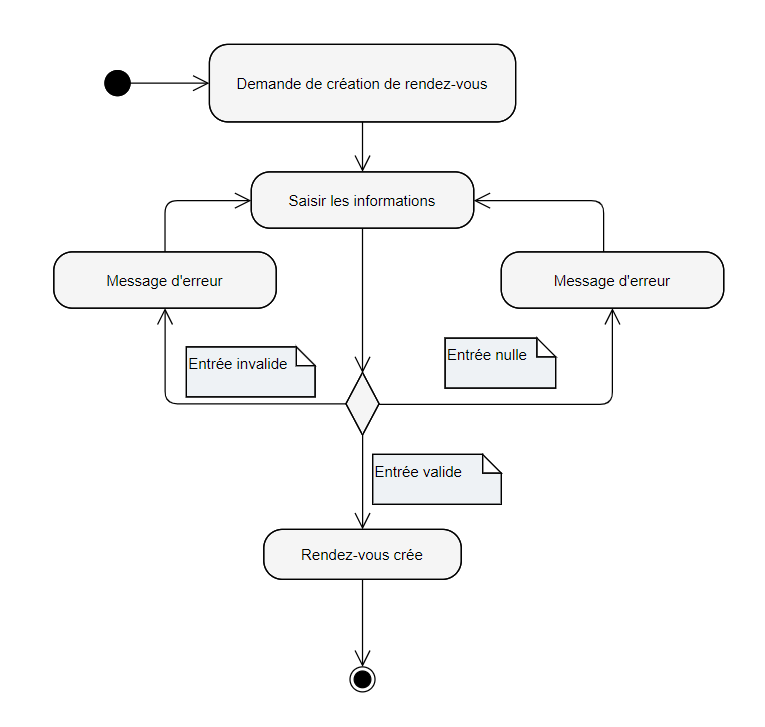 Demande de création de rendez-vous
Saisir les informations
Message d'erreur
Message d'erreur
Entrée invalide
Entrée nulle
Entrée valide
Rendez-vous crée